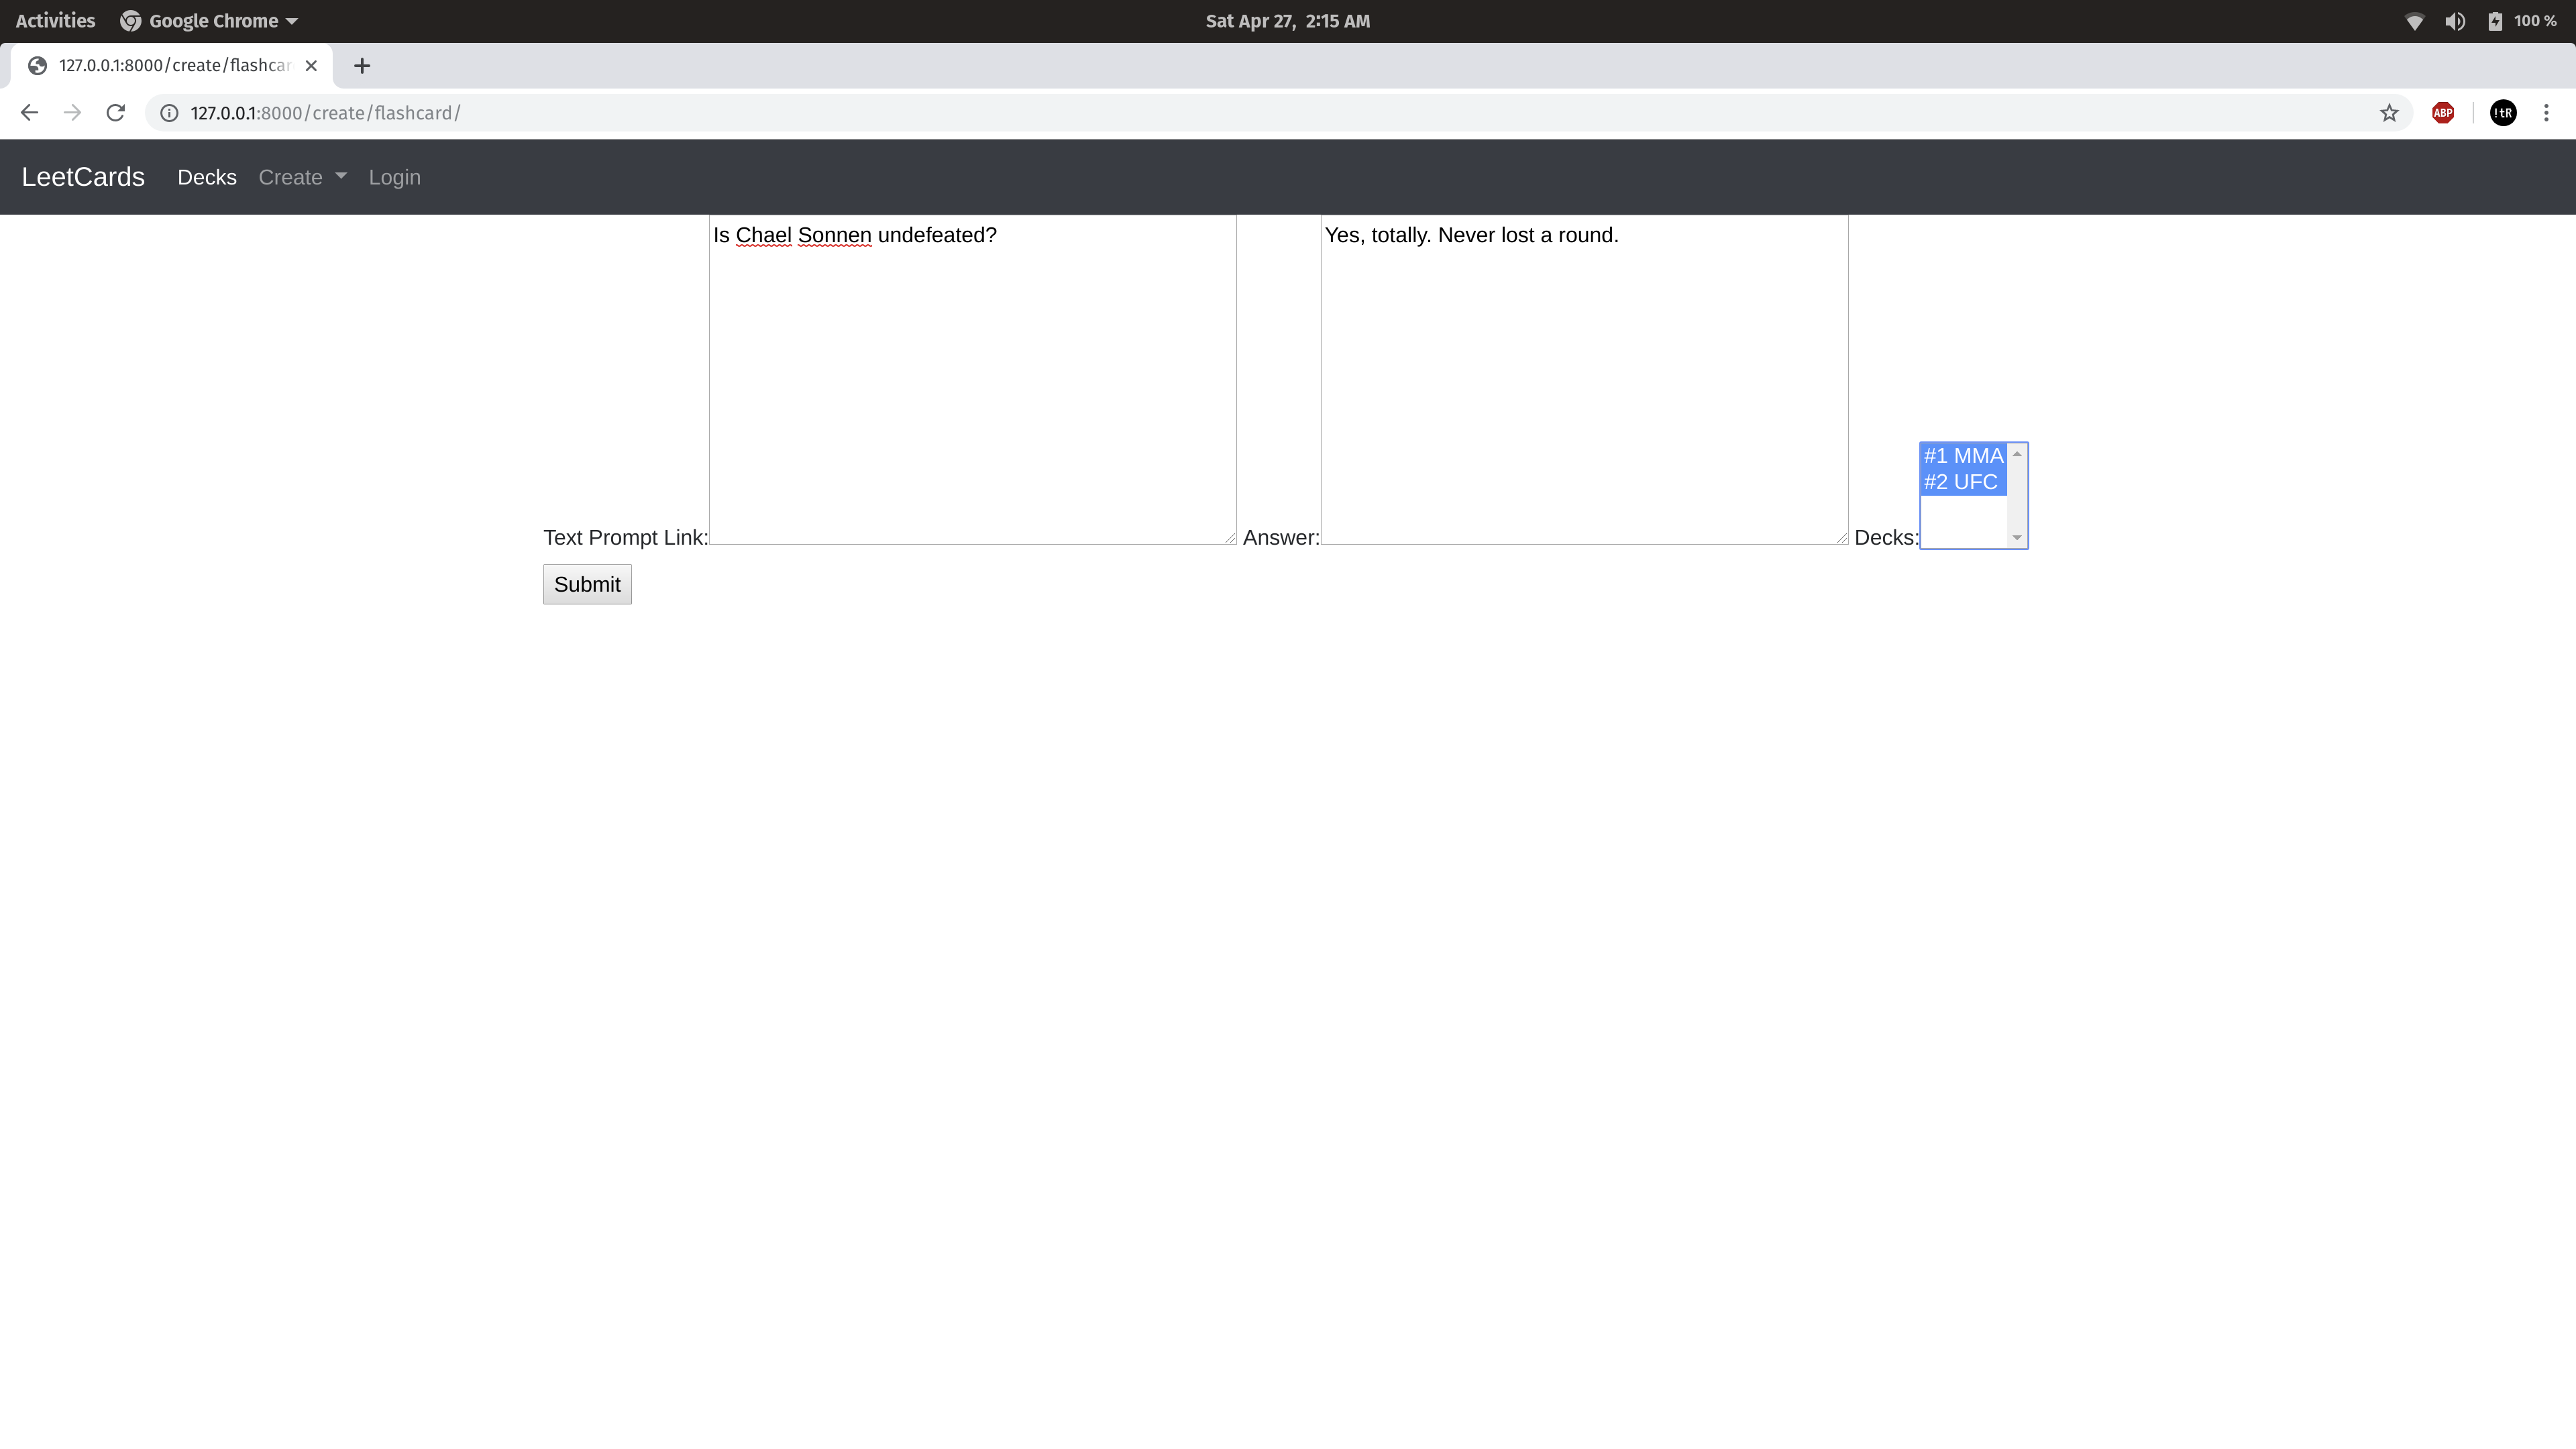 Activities Google Chrome Sat Apr 27, 2:15 AM 100 %
127.0.0.1:8000/create/flashcar
127.0.0.1:8000/create/flashcard/ ABP !tR
LeetCards Decks Create Login
Is Chael Sonnen undefeated? Yes, totally. Never lost a round.
#1 MMA
#2 UFC
Text Prompt Link: Answer: Decks:
Submit